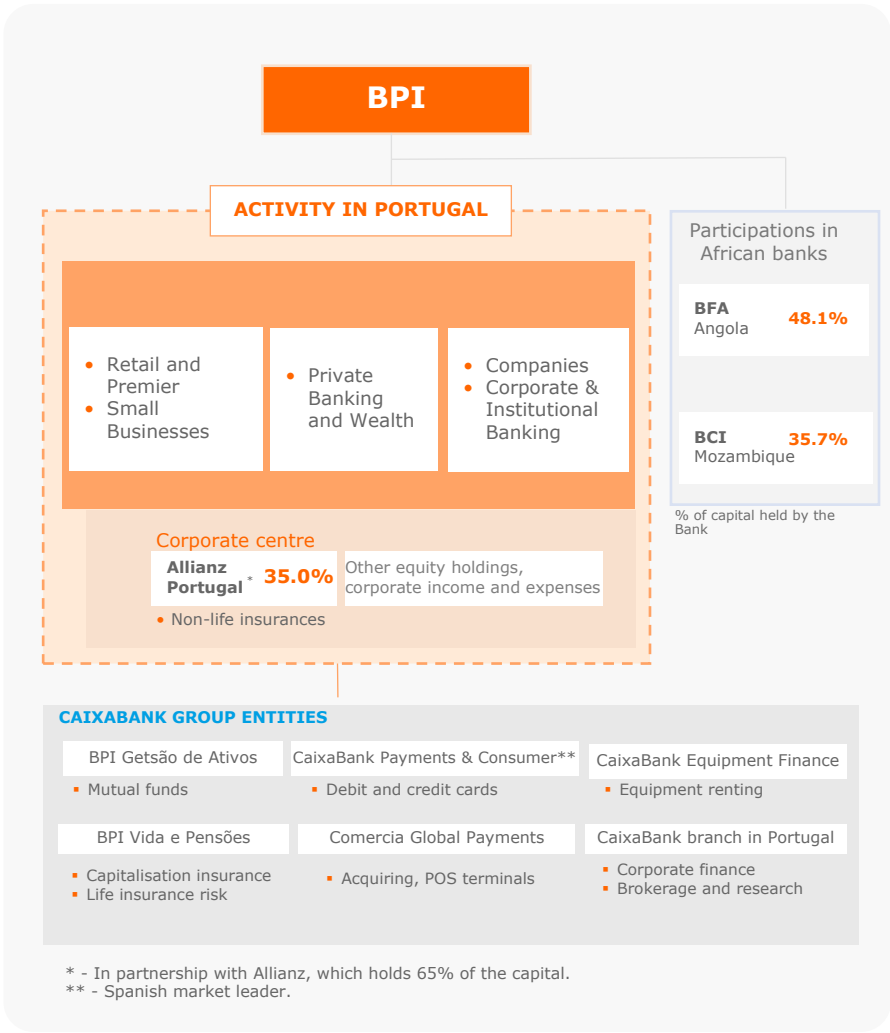 BPI
ACTIVITY IN PORTUGAL
• Retail and
Premier
• Small
Businesses
• Private
Banking
and Wealth
• Companies
• Corporate &
Institutional
Banking
Corporate centre
Allianz
Portugal * 35.0%
Other equity holdings,
corporate income and expenses
• Non-life insurances
Participations in
African banks
BFA 48.1%
Angola
BCI 35.7%
Mozambique
% of capital held by the
Bank
CAIXABANK GROUP ENTITIES
BPI Getsão de Ativos
▪ Mutual funds
CaixaBank Payments & Consumer**
▪ Debit and credit cards
CaixaBank Equipment Finance
▪ Equipment renting
BPI Vida e Pensões
▪ Capitalisation insurance
▪ Life insurance risk
Comercia Global Payments
▪ Acquiring, POS terminals
CaixaBank branch in Portugal
▪ Corporate finance
▪ Brokerage and research
* - In partnership with Allianz, which holds 65% of the capital.
** - Spanish market leader.